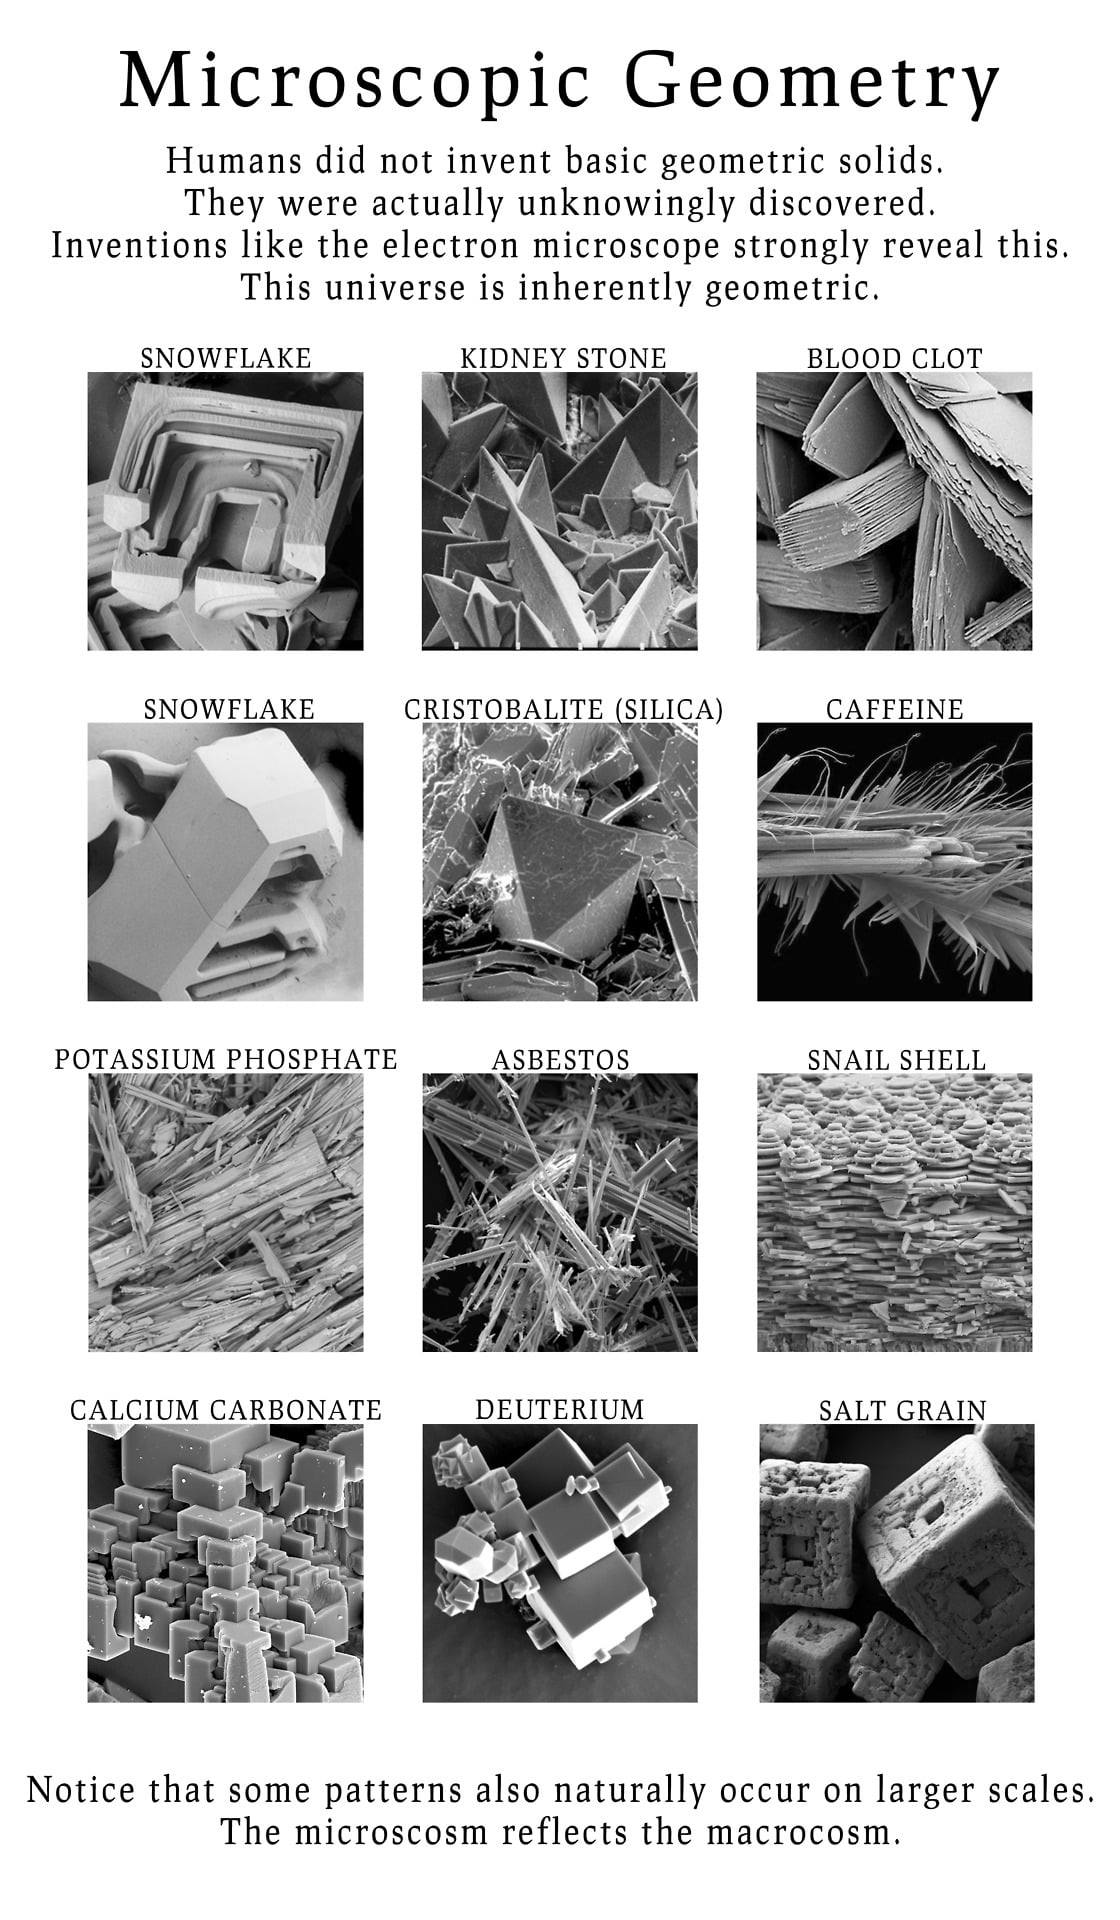 Microscopic Geometry
Humans did not invent basic geometric solids.
They were actually unknowingly discovered.
Inventions like the electron microscope strongly reveal this.
This universe is inherently geometric.
SNOWFLAKE
KIDNEY STONE
BLOOD CLOT
SNOWFLAKE
CRISTOBALITE (SILICA)
CAFFEINE
POTASSIUM PHOSPHATE
ASBESTOS
SNAIL SHELL
CALCIUM CARBONATE
DEUTERIUM
SALT GRAIN
Notice that some patterns also naturally occur on larger scales.
The microscosm reflects the macrocosm.